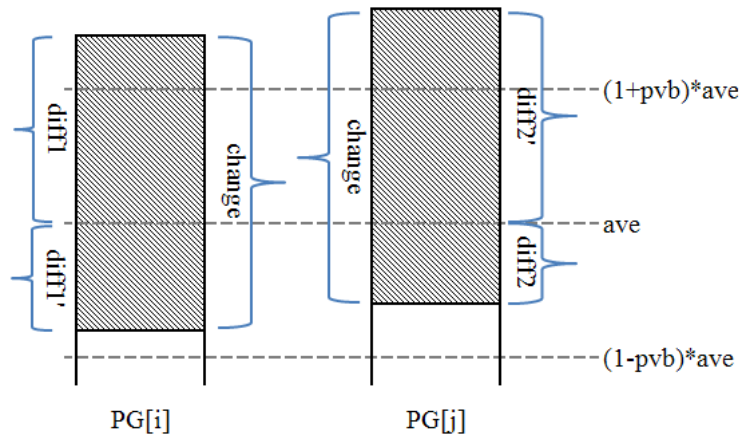 diff1
diff1'
change
change
diff2'
diff2
(1+pvb)*ave
ave
(1-pvb)*ave
PG[i]
PG[j]